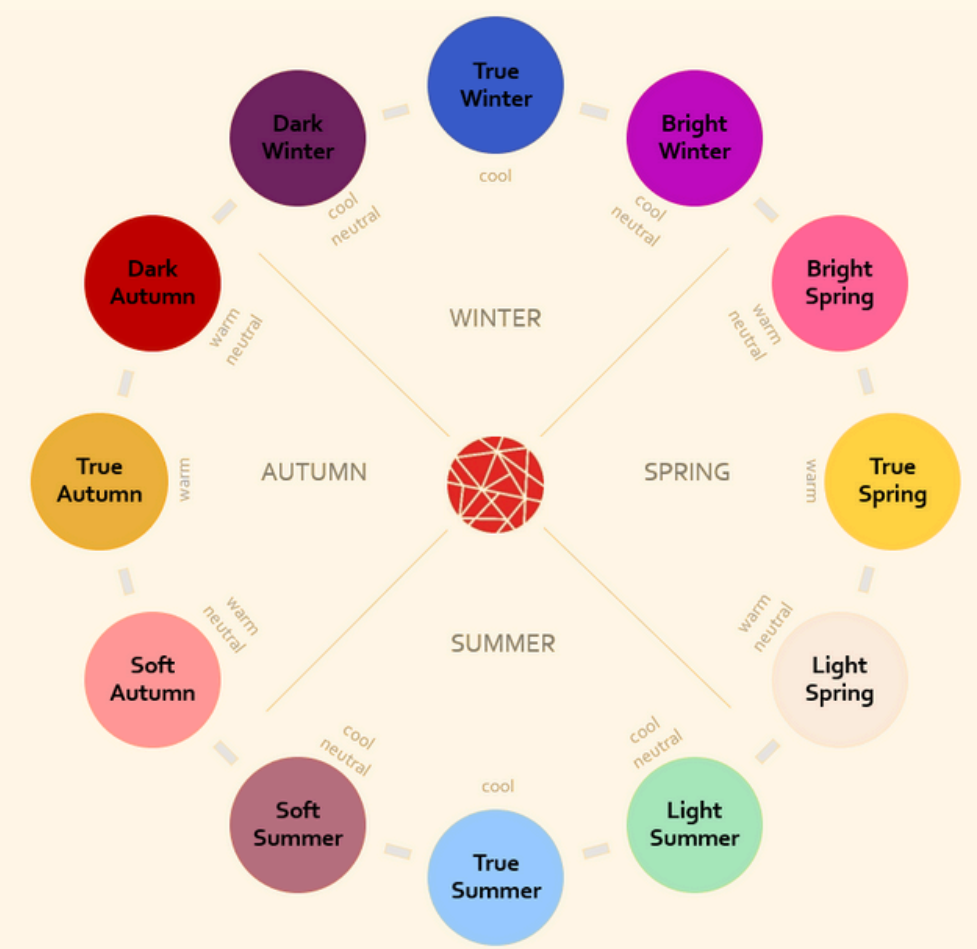 True
Winter
Dark
Winter
Bright
Winter
cool
cool
neutral
cool
neutral
Dark
Autumn
Bright
Spring
warm
neutral
WINTER
warm
neutral
True
Autumn
warm
AUTUMN
SPRING
warm
True
Spring
warm
neutral
warm
neutral
SUMMER
Soft
Autumn
Light
Spring
cool
neutral
cool
neutral
cool
Soft
Summer
Light
Summer
True
Summer